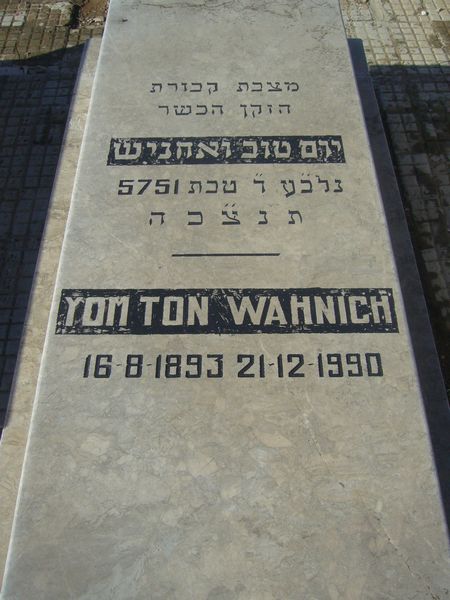 מצבת קבורת
הזקן הכשר
יום טוב ואהניש
נלב״ע ד׳ טבת 5751
ת נ צ״ ב ה
YOM TON WAHNICH
16-8-1893 21-12-1990